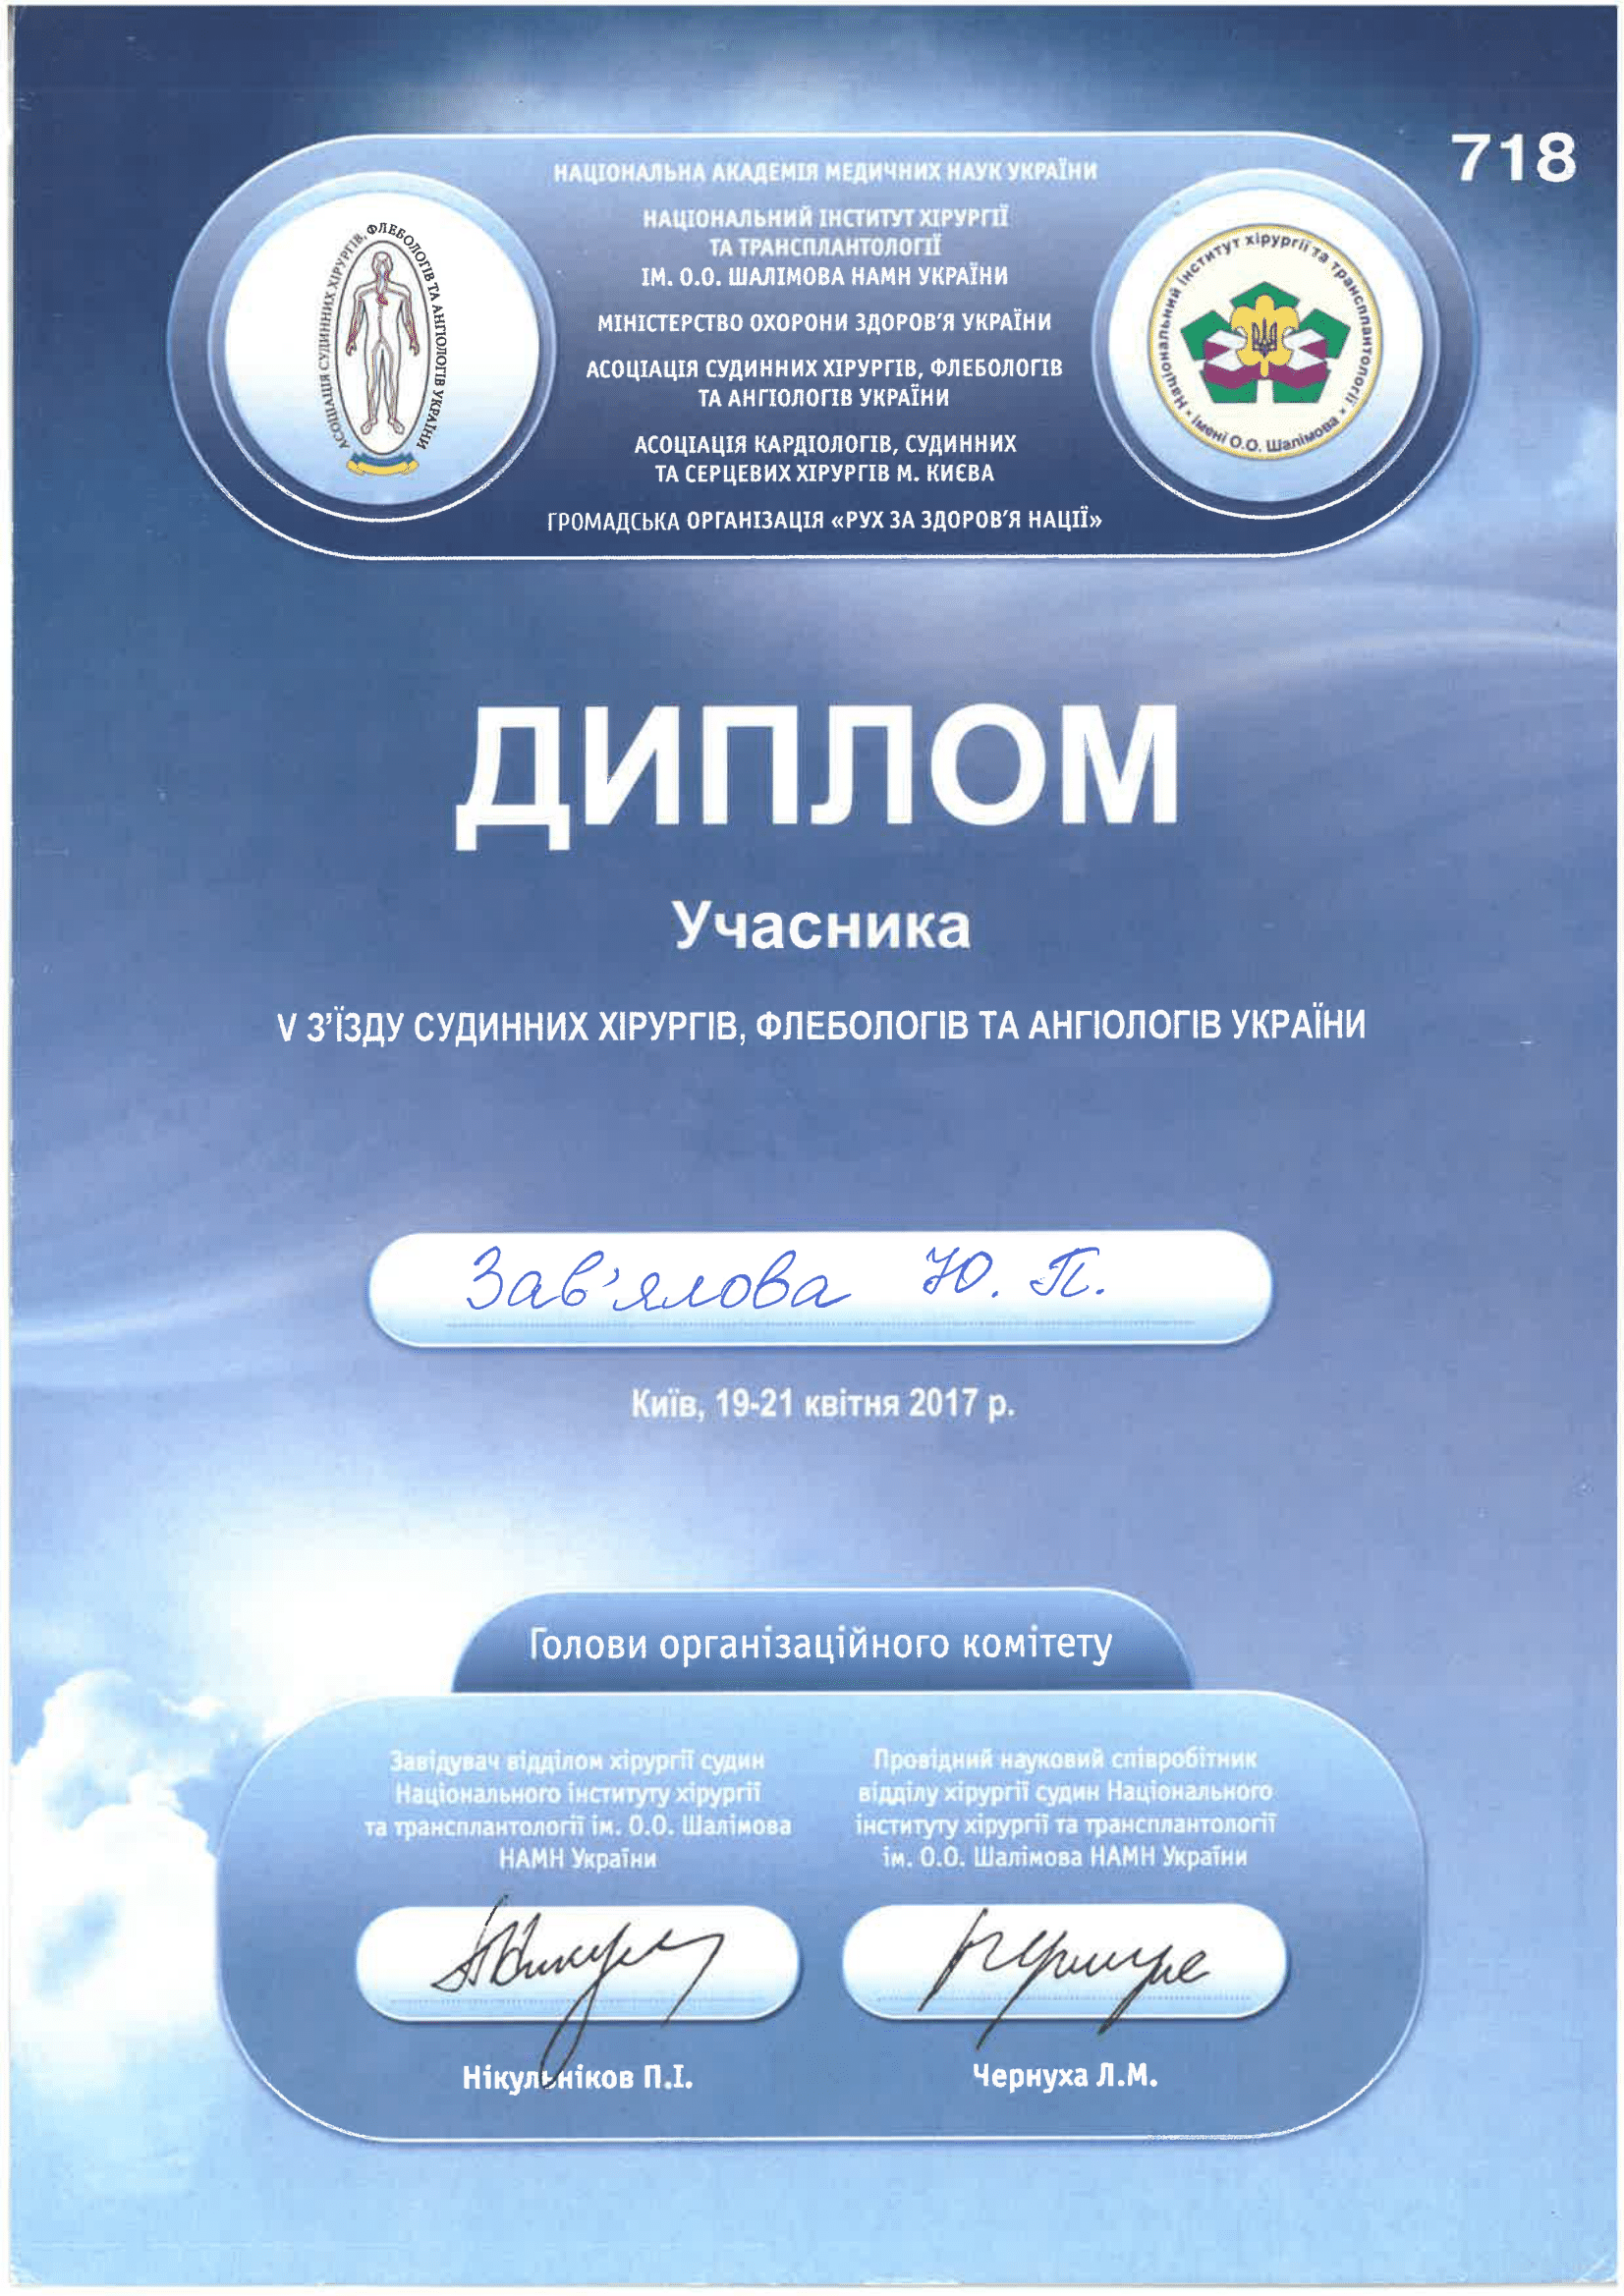 718
НАЦІОНАЛЬНА АКАДЕМІЯ МЕДИЧНИХ НАУК УКРАЇНИ
НАЦІОНАЛЬНИЙ ІНСТИТУТ ХІРУРГІЇ
ТА ТРАНСПЛАНТОЛОГІЇ
ІМ. О.О. ШАЛІМОВА НАМН УКРАЇНИ
МІНІСТЕРСТВО ОХОРОНИ ЗДОРОВ'Я УКРАЇНИ
АСОЦІАЦІЯ СУДИННИХ ХІРУРГІВ, ФЛЕБОЛОГІВ
ТА АНГІОЛОГІВ УКРАЇНИ
АСОЦІАЦІЯ КАРДІОЛОГІВ, СУДИННИХ
ТА СЕРЦЕВИХ ХІРУРГІВ М. КИЄВА
ГРОМАДСЬКА ОРГАНІЗАЦІЯ «РУХ ЗА ЗДОРОВ'Я НАЦІЇ»
АСОЦІАЦІЯ СУДИННИХ ХІРУРГІВ, ФЛЕБОЛОГІВ ТА АНГІОЛОГІВ УКРАЇНИ
Національний інститут хірургії та трансплантології
імені О.О. Шалімова
ДИПЛОМ
Учасника
V З'ЇЗДУ СУДИННИХ ХІРУРГІВ, ФЛЕБОЛОГІВ ТА АНГІОЛОГІВ УКРАЇНИ
Зав'ялова Ю. П.
Київ, 19-21 квітня 2017 р.
Голови організаційного комітету
Завідувач відділом хірургії судин
Національного інституту хірургії
та трансплантології ім. О.О. Шалімова
НАМН України
Нікульніков П.І.
Провідний науковий співробітник
відділу хірургії судин Національного
інституту хірургії та трансплантології
ім. О.О. Шалімова НАМН України
Чернуха Л.М.